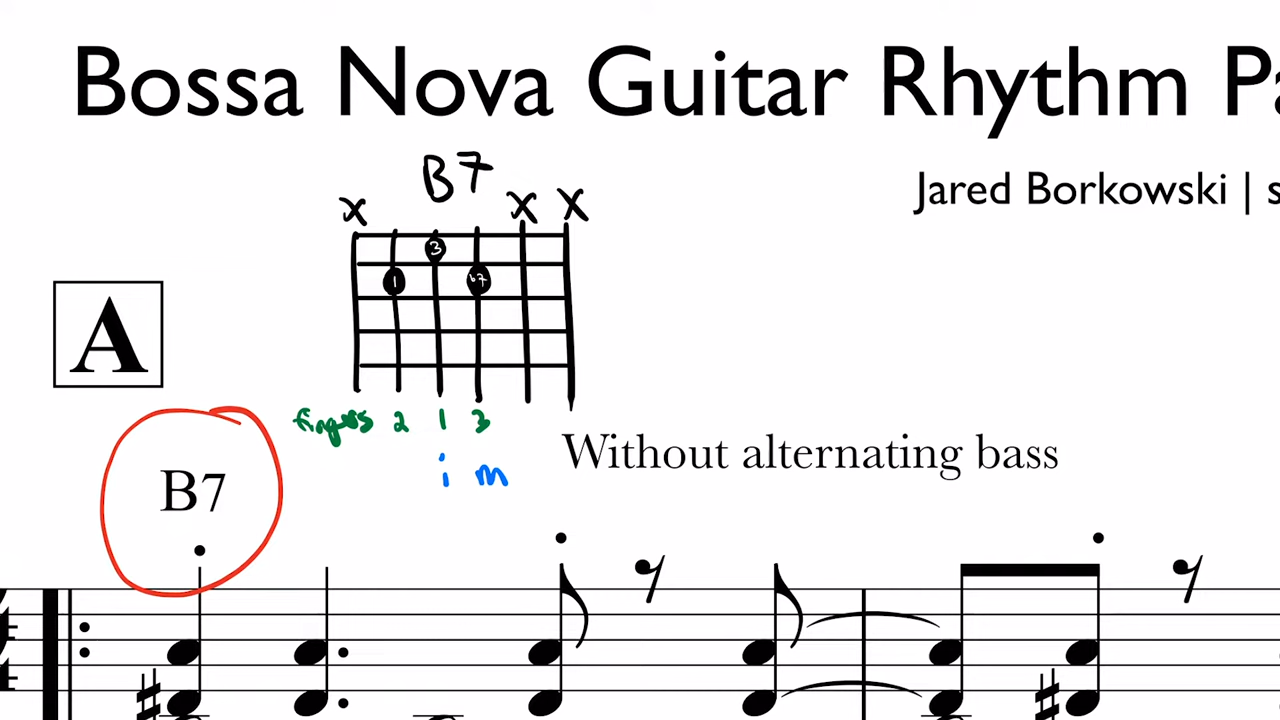 Bossa Nova Guitar Rhythm Pa
Jared Borkowski | s
B7
x x x
3
1 b7
A
fingers 2 1 3
i m
Without alternating bass
B7